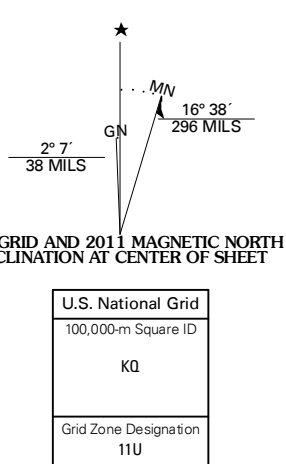 MN
16° 38´
296 MILS
GN
2° 7´
38 MILS
GRID AND 2011 MAGNETIC NORTH
CLINATION AT CENTER OF SHEET
U.S. National Grid
100,000-m Square ID
KQ
Grid Zone Designation
11U